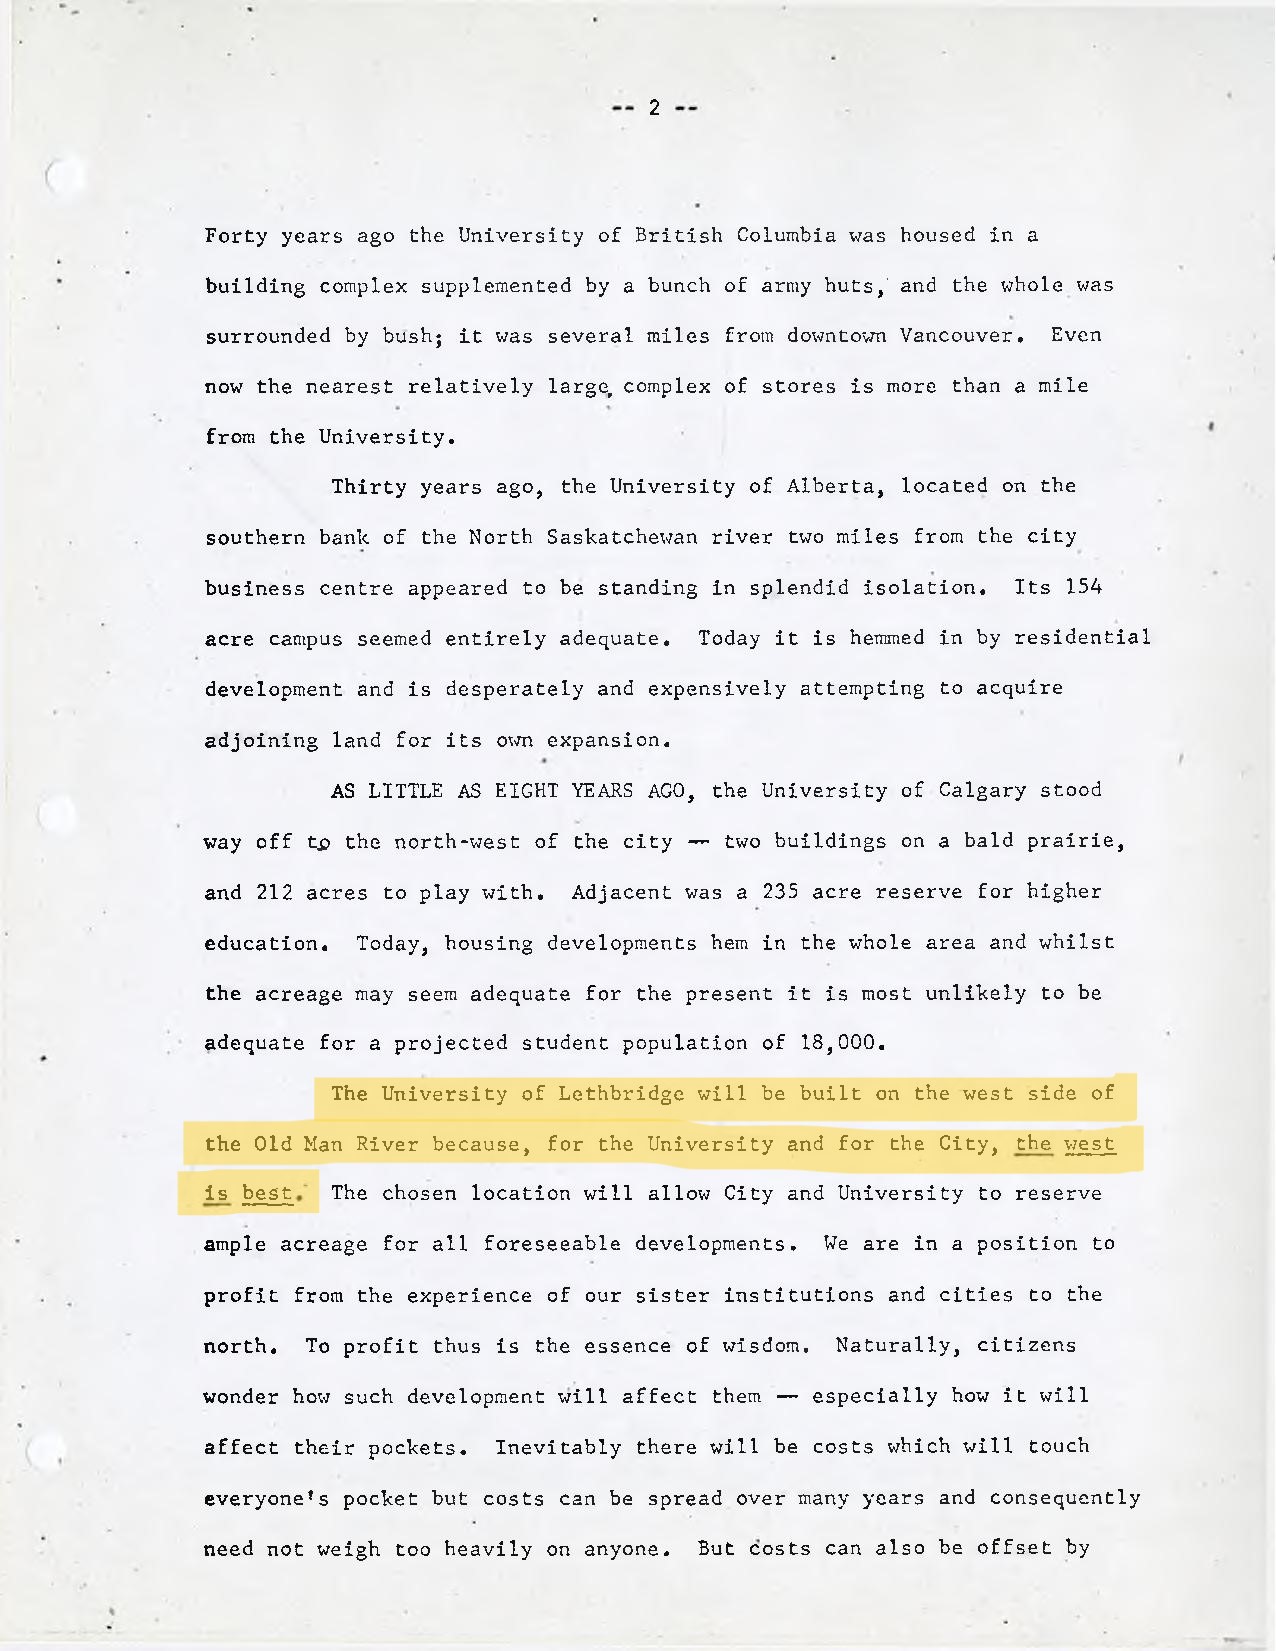 -- 2 --
Forty years ago the University of British Columbia was housed in a
building complex supplemented by a bunch of army huts, and the whole was
surrounded by bush; it was several miles from downtown Vancouver. Even
now the nearest relatively large, complex of stores is more than a mile
from the University.
Thirty years ago, the University of Alberta, located on the
southern bank of the North Saskatchewan river two miles from the city
business centre appeared to be standing in splendid isolation. Its 154
acre campus seemed entirely adequate. Today it is hemmed in by residential
development and is desperately and expensively attempting to acquire
adjoining land for its own expansion.
AS LITTLE AS EIGHT YEARS AGO, the University of Calgary stood
way off to the north-west of the city — two buildings on a bald prairie,
and 212 acres to play with. Adjacent was a 235 acre reserve for higher
education. Today, housing developments hem in the whole area and whilst
the acreage may seem adequate for the present it is most unlikely to be
adequate for a projected student population of 18,000.
The University of Lethbridge will be built on the west side of
the Old Man River because, for the University and for the City, the west
is best. The chosen location will allow City and University to reserve
ample acreage for all foreseeable developments. We are in a position to
profit from the experience of our sister institutions and cities to the
north. To profit thus is the essence of wisdom. Naturally, citizens
wonder how such development will affect them — especially how it will
affect their pockets. Inevitably there will be costs which will touch
everyone's pocket but costs can be spread over many years and consequently
need not weigh too heavily on anyone. But costs can also be offset by